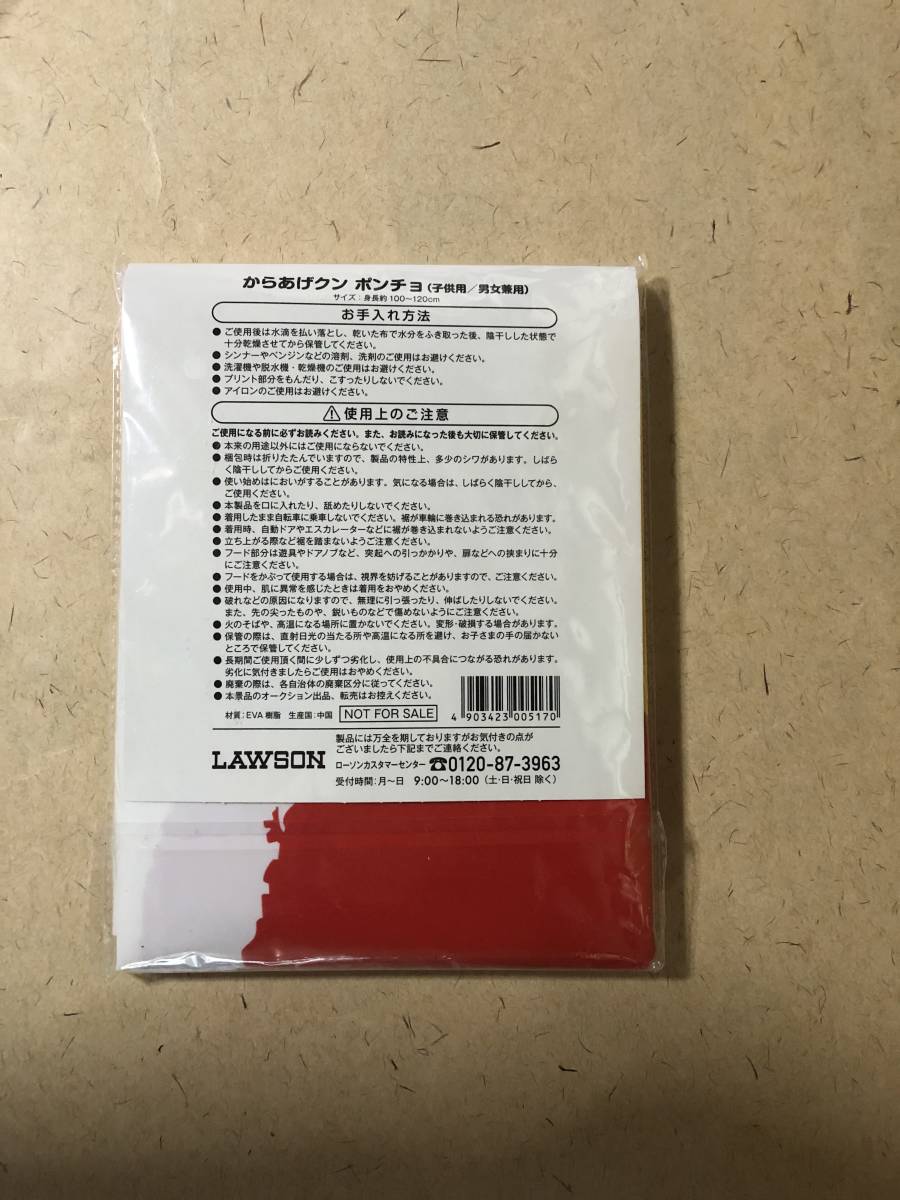 からあげクン ポンチョ(子供用/男女兼用)
サイズ:身長約 100~120cm
お手入れ方法
● ご使用後は水滴を払い落とし、乾いた布で水分をふき取った後、陰干しした状態で
十分乾燥させてから保管してください。
● シンナーやベンジンなどの溶剤、洗剤のご使用はお避けください。
● 洗濯機や脱水機・乾燥機のご使用はお避けください。
● プリント部分をもんだり、こすったりしないでください。
● アイロンのご使用はお避けください。
⚠使用上のご注意
ご使用になる前に必ずお読みください。また、お読みになった後も大切に保管してください。
● 本来の用途以外にはご使用にならないでください。
● 梱包時は折りたたんでいますので、製品の特性上、多少のシワがあります。しばら
く陰干ししてからご使用ください。
● 使い始めはにおいがすることがあります。気になる場合は、しばらく陰干ししてから、
ご使用ください。
● 本製品を口に入れたり、舐めたりしないでください。
● 着用したまま自転車に乗車しないでください。裾が車輪に巻き込まれる恐れがあります。
● 着用時、自動ドアやエスカレーターなどに裾が巻き込まれないようご注意ください。
● 立ち上がる際など裾を踏まないようご注意ください。
● フード部分は遊具やドアノブなど、突起への引っかかりや、扉などへの挟まりに十分
にご注意ください。
● フードをかぶって使用する場合は、視界を妨げることがありますので、ご注意ください。
● 使用中、肌に異常を感じたときは着用をおやめください。
● 破れなどの原因になりますので、無理に引っ張ったり、伸ばしたりしないでください。
また、先の尖ったものや、鋭いものなどで傷めないようにご注意ください。
● 火のそばや、高温になる場所に置かないでください。変形・破損する場合があります。
● 保管の際は、直射日光の当たる所や高温になる所を避け、お子さまの手の届かない
ところで保管してください。
● 長期間ご使用頂く間に少しずつ劣化し、使用上の不具合につながる恐れがあります。
劣化に気付きましたらご使用はおやめください。
● 廃棄の際は、各自治体の廃棄区分に従ってください。
● 本景品のオークション出品、転売はお控えください。
材質:EVA 樹脂 生産国:中国 NOT FOR SALE
4 903423 005170
LAWSON
製品には万全を期しておりますがお気付きの点が
ございましたら下記までご連絡ください。
ローソンカスタマーセンター ☎0120-87-3963
受付時間:月~日 9:00~18:00(土・日・祝日 除く)